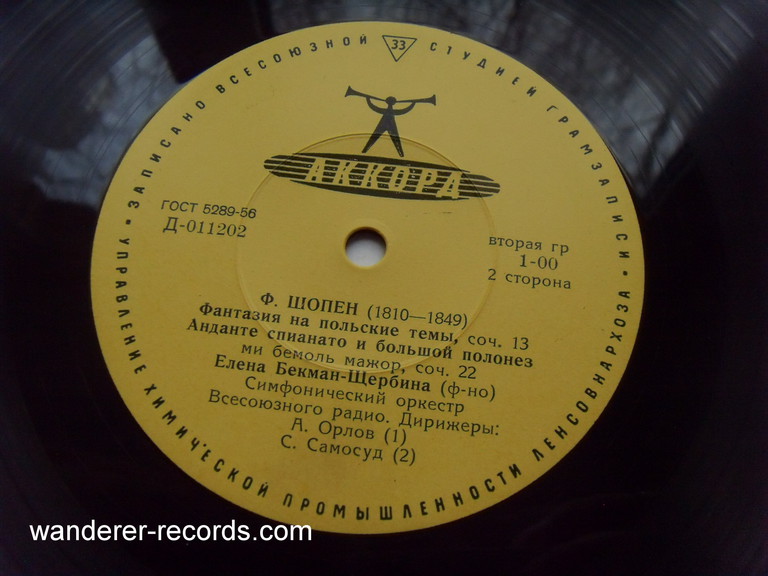 УПРАВЛЕНИЕ ХИМИЧЕСКОЙ ПРОМЫШЛЕННОСТИ ЛЕНСОВНАРХОЗА • ЗАПИСАНО ВСЕСОЮЗНОЙ 33 СТУДИЕЙ ГРАМЗАПИСИ •
АККОРД
ГОСТ 5289-56
Д-011202
вторая гр
1-00
2 сторона
Ф. ШОПЕН (1810—1849)
Фантазия на польские темы, соч. 13
Анданте спианато и большой полонез
ми бемоль мажор, соч. 22
Елена Бекман-Щербина (ф-но)
Симфонический оркестр
Всесоюзного радио. Дирижеры:
А. Орлов (1)
С. Самосуд (2)
wanderer-records.com